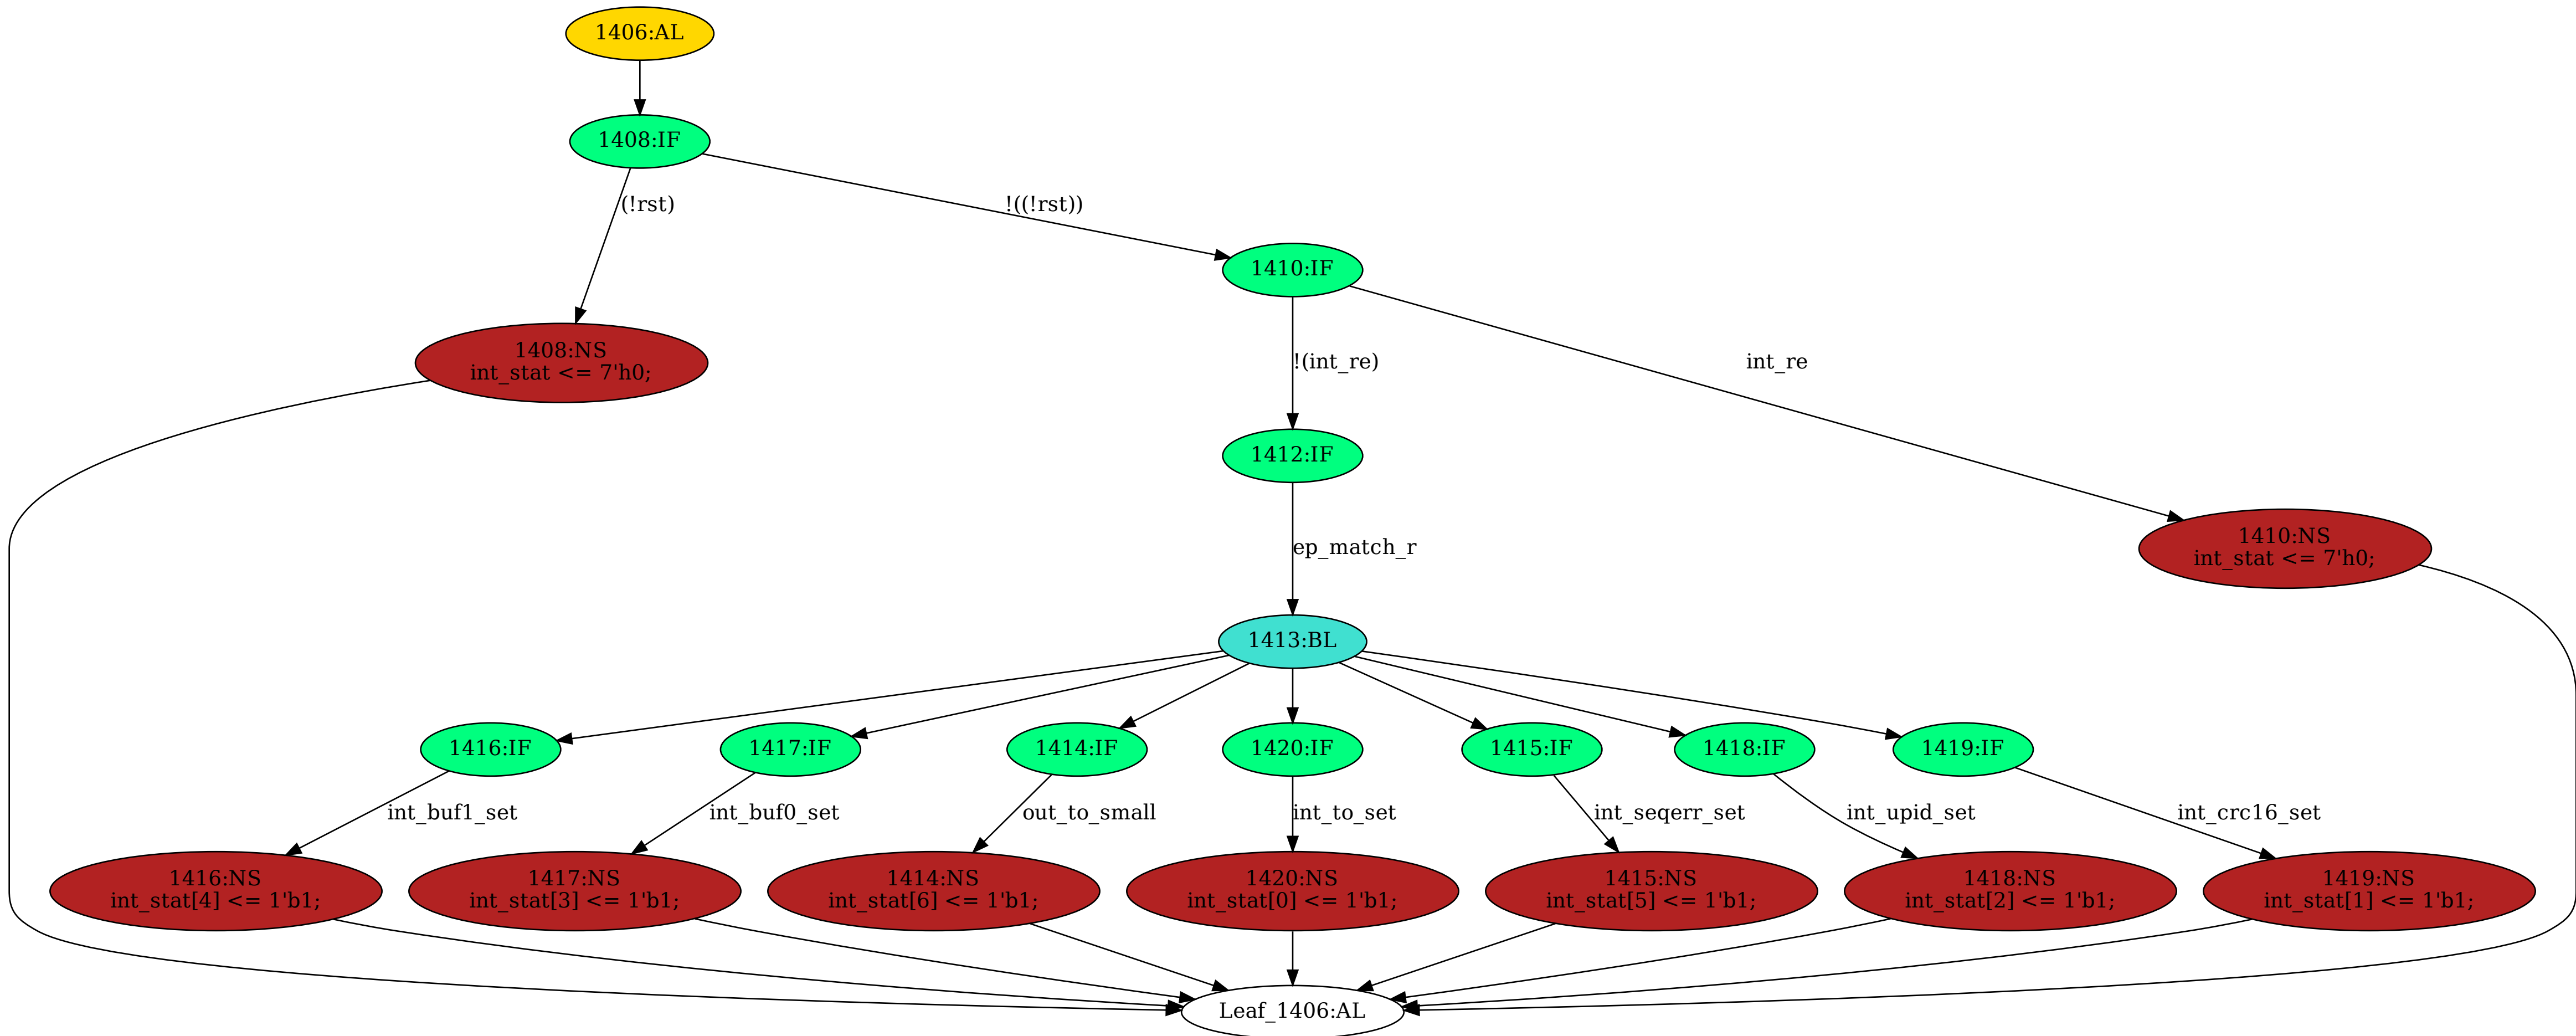 1406:AL
1408:IF
(!rst)
!((!rst))
1410:IF
1408:NS
int_stat <= 7'h0;
!(int_re)
int_re
1412:IF
1410:NS
int_stat <= 7'h0;
ep_match_r
1413:BL
1416:IF
1417:IF
1414:IF
1420:IF
1415:IF
1418:IF
1419:IF
int_buf1_set
int_buf0_set
out_to_small
int_to_set
int_seqerr_set
int_upid_set
int_crc16_set
1416:NS
int_stat[4] <= 1'b1;
1417:NS
int_stat[3] <= 1'b1;
1414:NS
int_stat[6] <= 1'b1;
1420:NS
int_stat[0] <= 1'b1;
1415:NS
int_stat[5] <= 1'b1;
1418:NS
int_stat[2] <= 1'b1;
1419:NS
int_stat[1] <= 1'b1;
Leaf_1406:AL